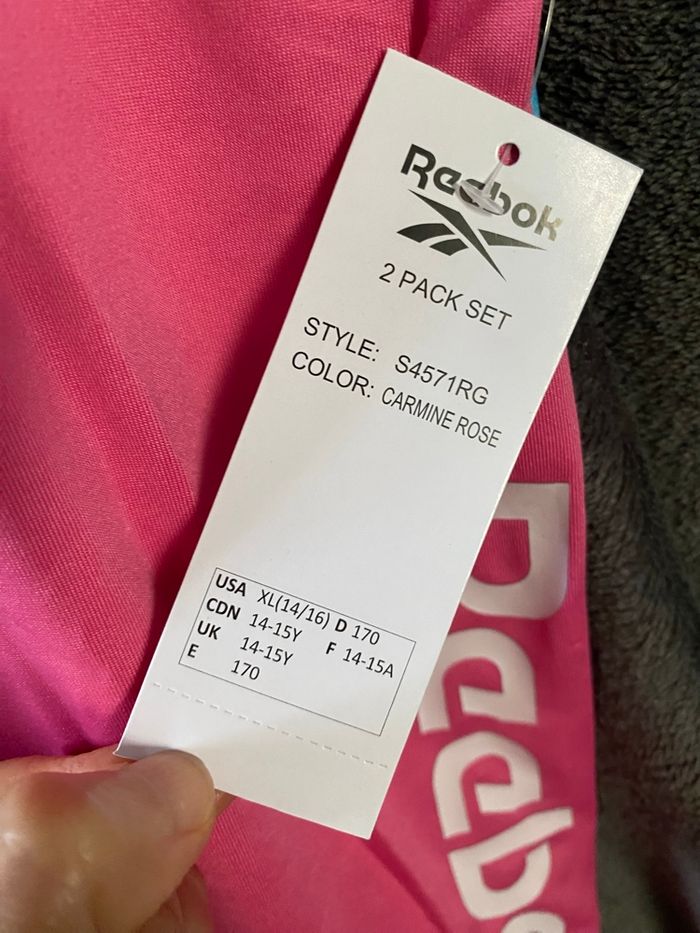 Reebok
2 PACK SET
STYLE: S4571RG
COLOR: CARMINE ROSE
USA XL(14/16) D 170
CDN 14-15Y F 14-15A
UK 14-15Y
E 170
Reebo